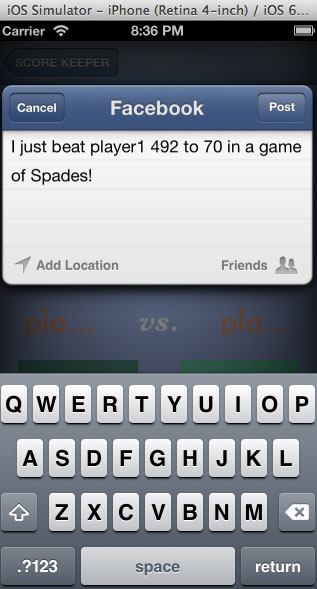 iOS Simulator - iPhone (Retina 4-inch) / iOS 6...
Carrier 8:36 PM
SCORE KEEPER
Cancel Facebook Post
I just beat player1 492 to 70 in a game
of Spades!
Add Location Friends
pla... vs. pla...
Q W E R T Y U I O P
A S D F G H J K L
Z X C V B N M
.?123 space return